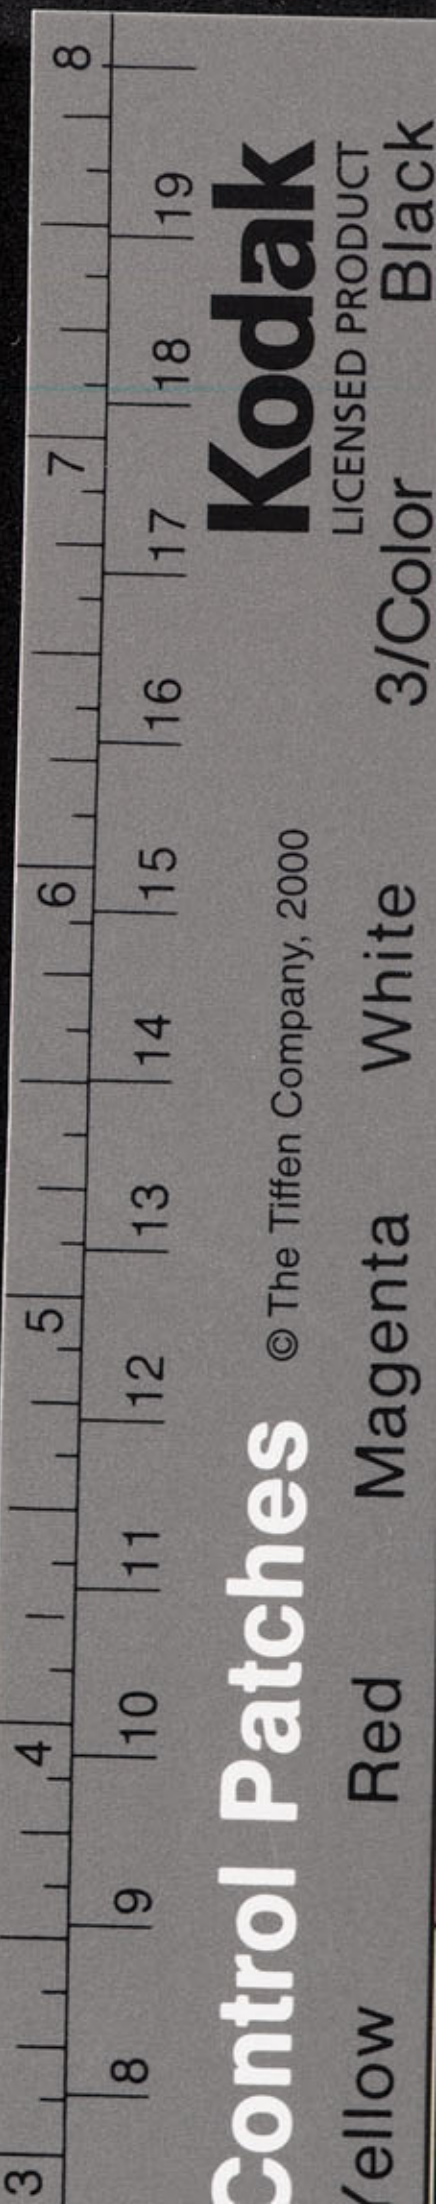 3 4 5 6 7 8
8 9 10 11 12 13 14 15 16 17 18 19
Control Patches © The Tiffen Company, 2000 Kodak
LICENSED PRODUCT
Yellow Red Magenta White 3/Color Black